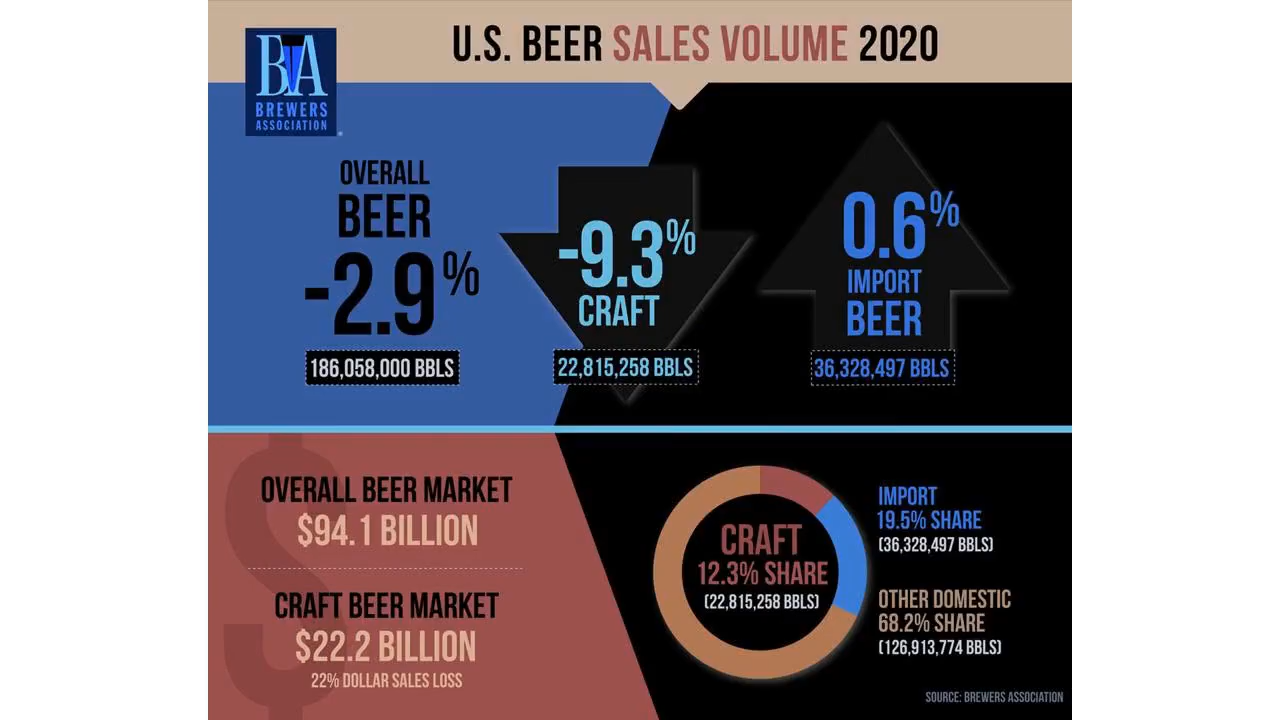 U.S. BEER SALES VOLUME 2020
BA
BREWERS
ASSOCIATION
®
OVERALL
BEER
-2.9%
186,058,000 BBLS
-9.3%
CRAFT
22,815,258 BBLS
0.6%
IMPORT
BEER
36,328,497 BBLS
$
OVERALL BEER MARKET
$94.1 BILLION
CRAFT BEER MARKET
$22.2 BILLION
22% DOLLAR SALES LOSS
CRAFT
12.3% SHARE
(22,815,258 BBLS)
IMPORT
19.5% SHARE
(36,328,497 BBLS)
OTHER DOMESTIC
68.2% SHARE
(126,913,774 BBLS)
SOURCE: BREWERS ASSOCIATION